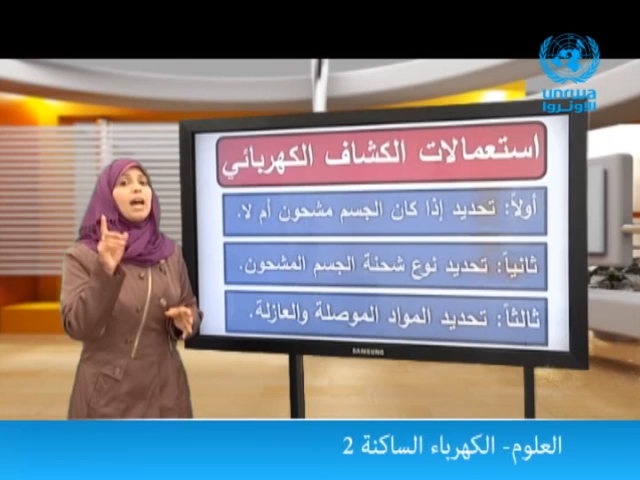 unrwa
الأونروا
استعمالات الكشاف الكهربائي
أولاً: تحديد إذا كان الجسم مشحون أم لا.
ثانياً: تحديد نوع شحنة الجسم المشحون.
ثالثاً: تحديد المواد الموصلة والعازلة.
SAMSUNG
العلوم- الكهرباء الساكنة 2